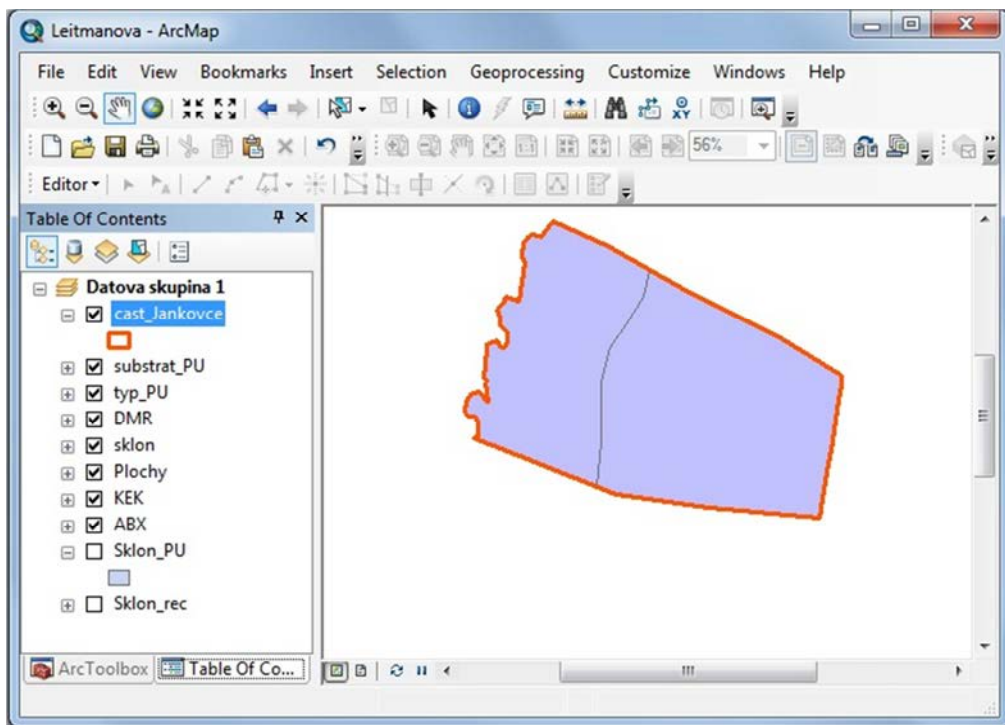 Leitmanova - ArcMap
File Edit View Bookmarks Insert Selection Geoprocessing Customize Windows Help
56%
Editor
Table Of Contents
Datova skupina 1
cast_Jankovce
substrat_PU
typ_PU
DMR
sklon
Plochy
KEK
ABX
Sklon_PU
Sklon_rec
ArcToolbox Table Of Co...